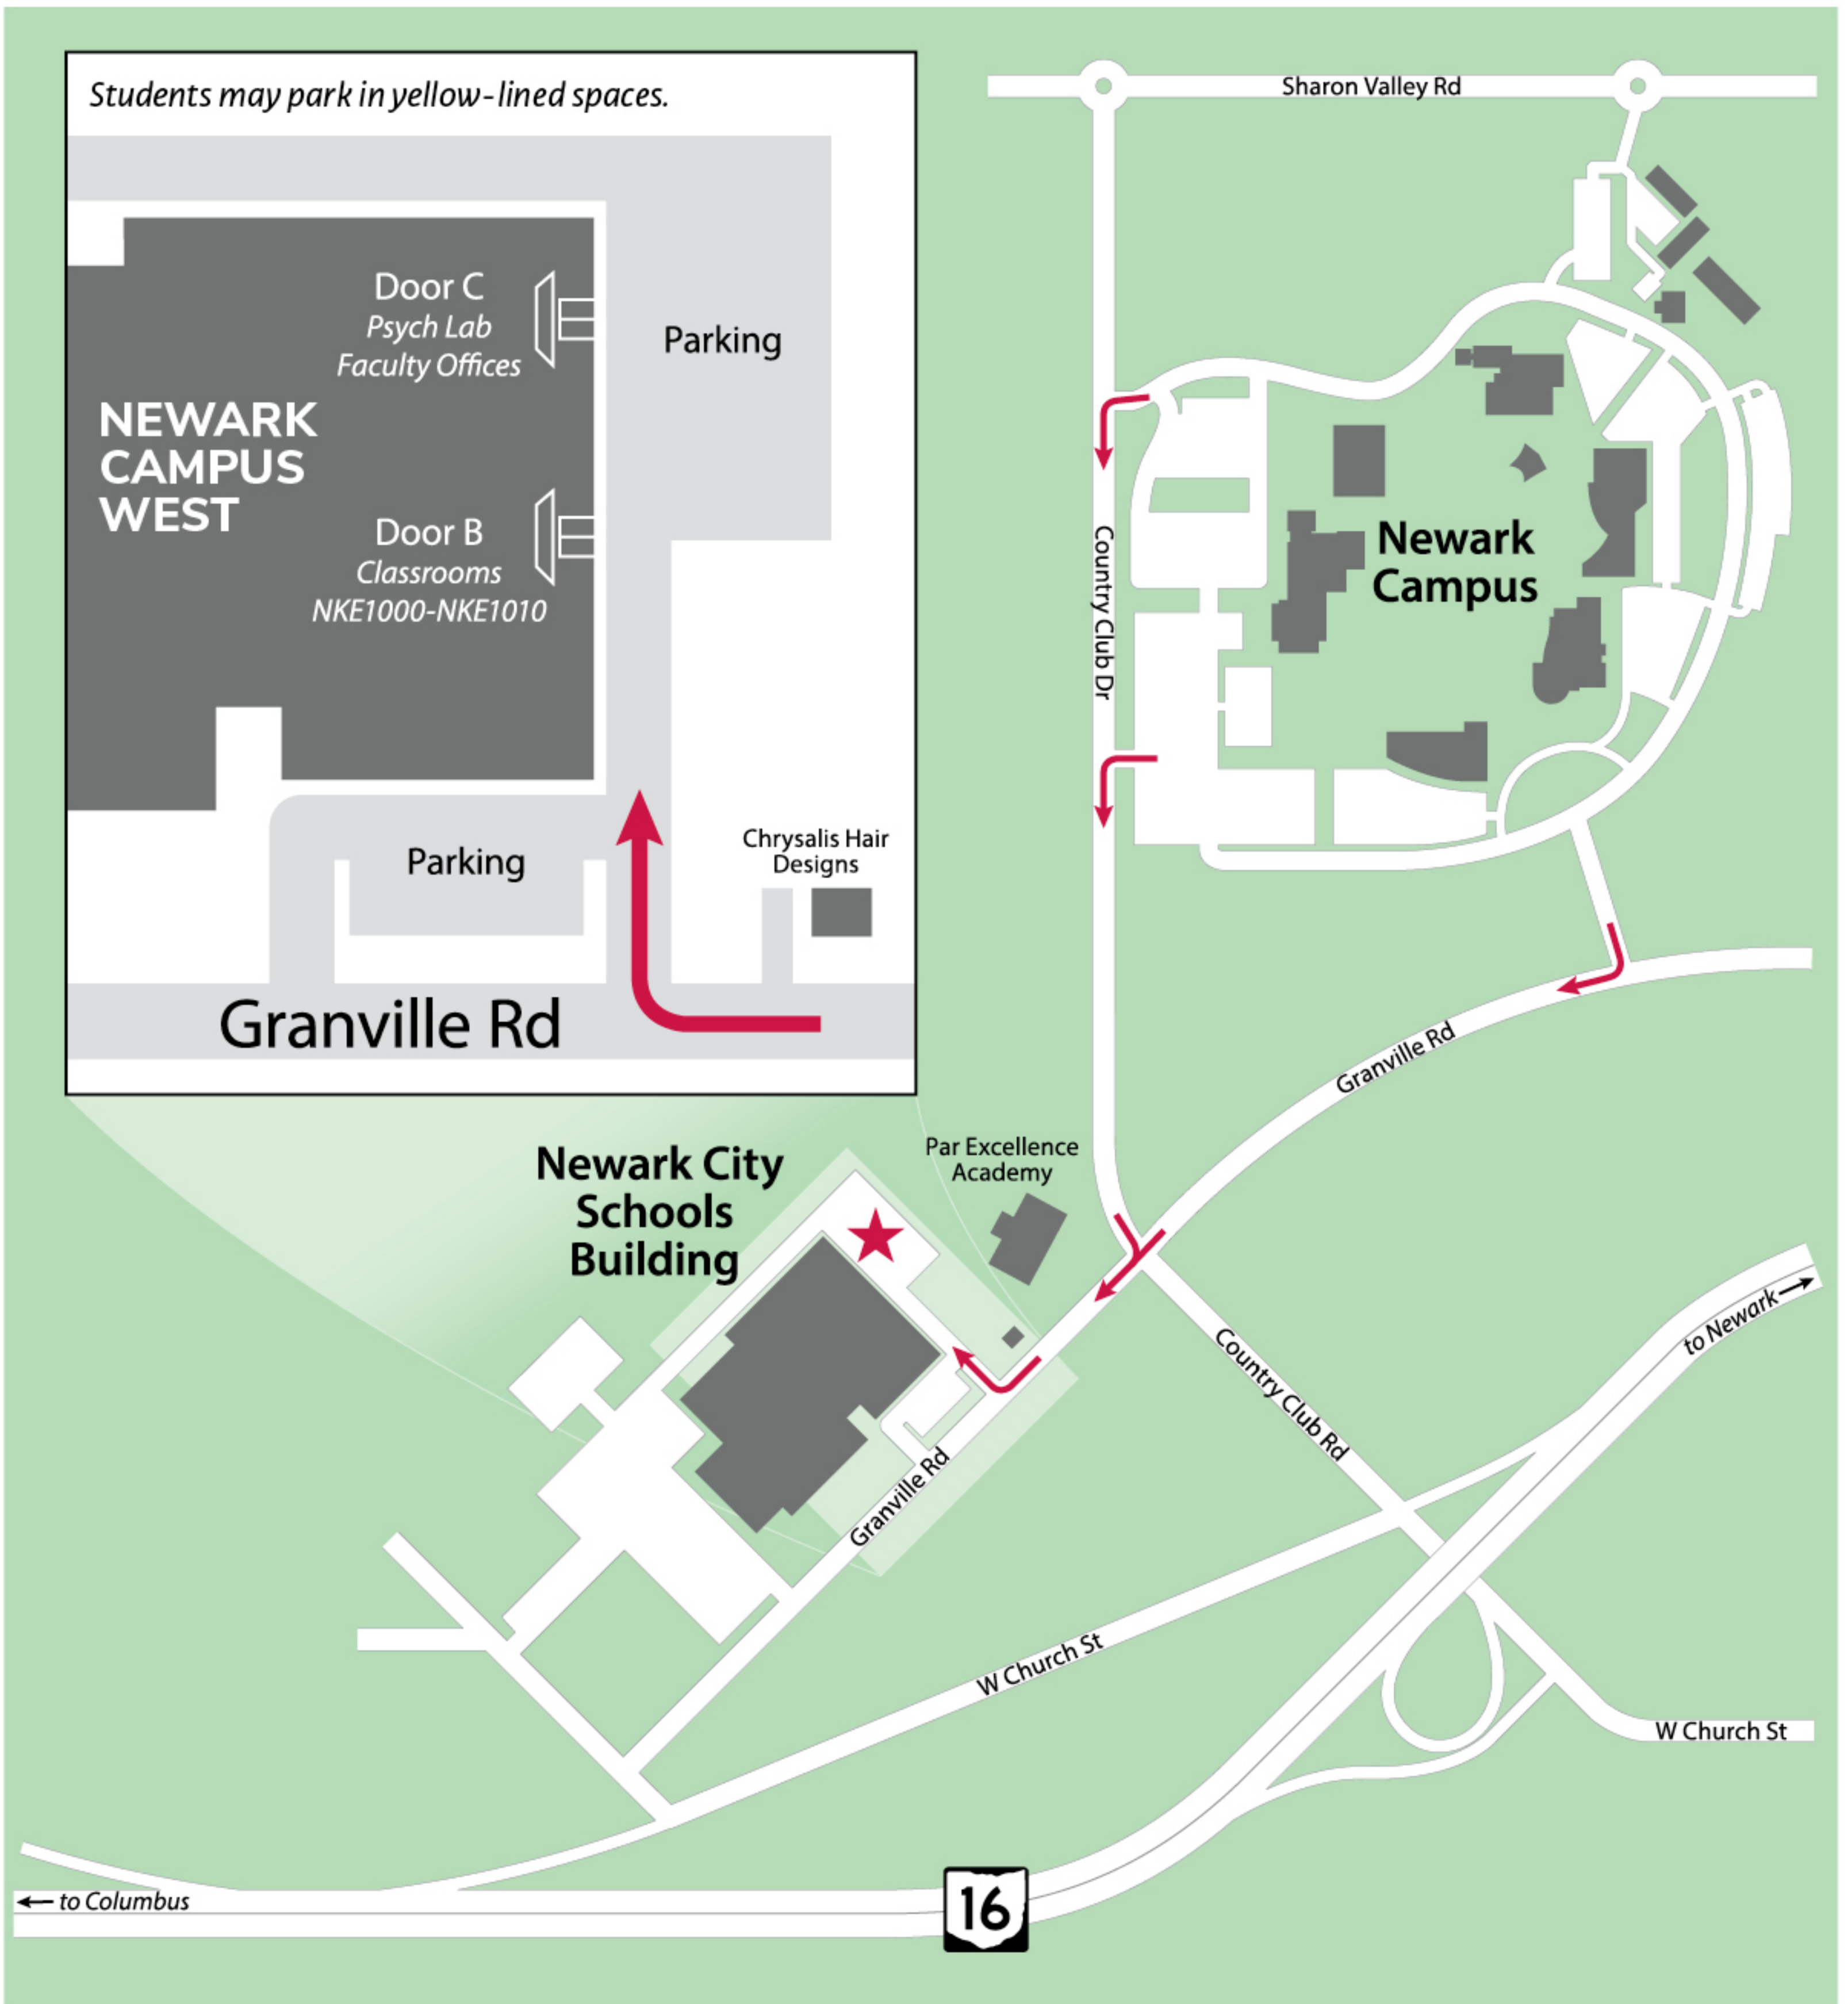 Students may park in yellow-lined spaces.
Door C
Psych Lab
Faculty Offices
Parking
NEWARK
CAMPUS
WEST
Door B
Classrooms
NKE1000-NKE1010
Parking
Chrysalis Hair
Designs
Granville Rd
Sharon Valley Rd
Country Club Dr
Newark
Campus
Granville Rd
Par Excellence
Academy
Newark City
Schools
Building
to Newark
Country Club Rd
Granville Rd
W Church St
W Church St
to Columbus
16